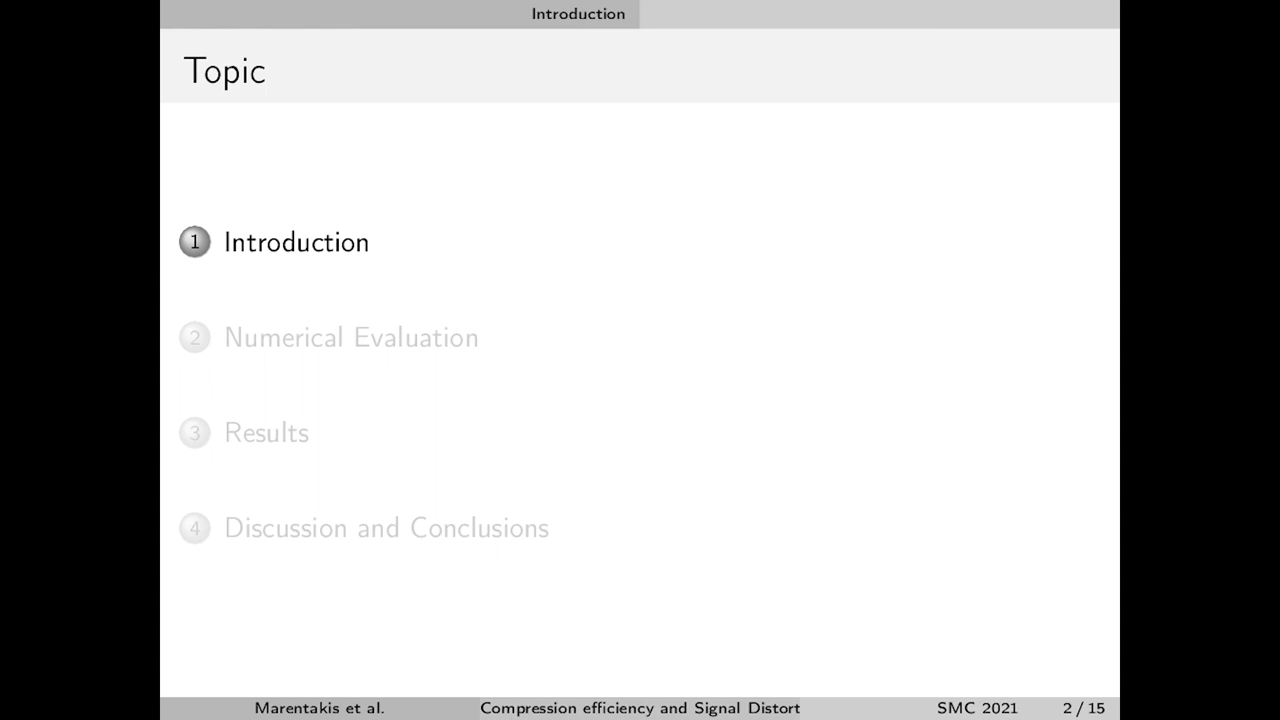 Introduction
Topic
1 Introduction
2 Numerical Evaluation
3 Results
4 Discussion and Conclusions
Marentakis et al. Compression efficiency and Signal Distort SMC 2021 2 / 15